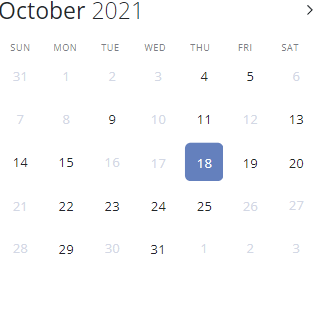 October 2021
SUN MON TUE WED THU FRI SAT
31 1 2 3 4 5 6
7 8 9 10 11 12 13
14 15 16 17 18 19 20
21 22 23 24 25 26 27
28 29 30 31 1 2 3